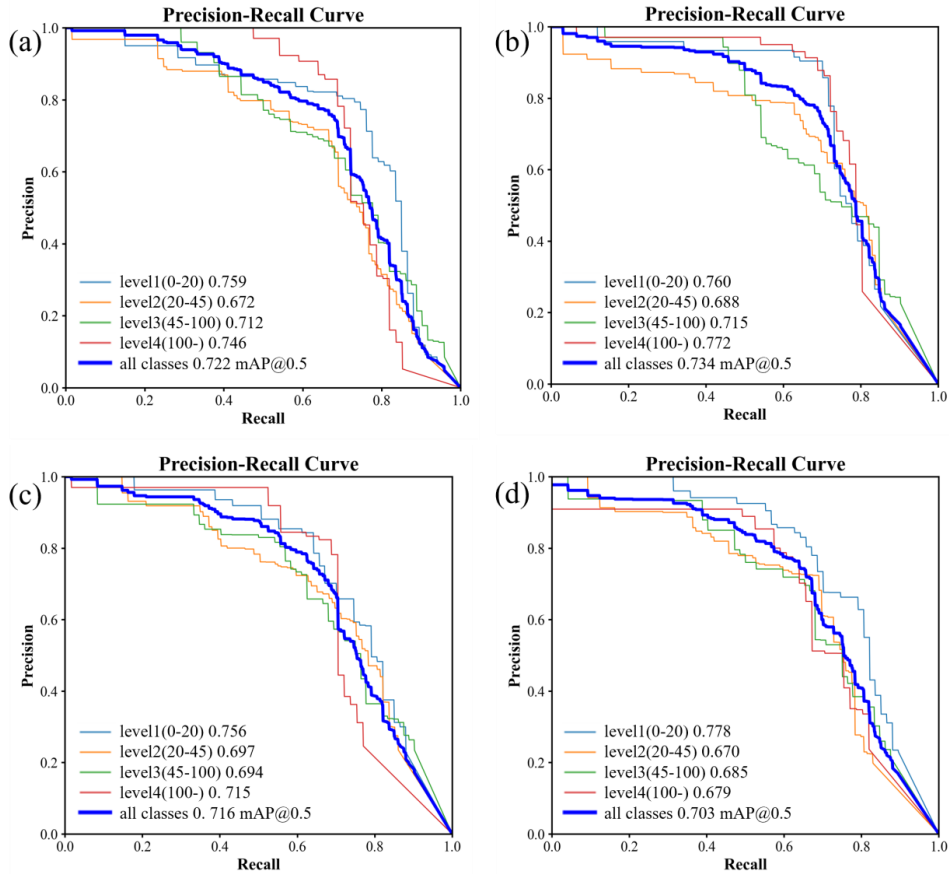 Precision-Recall Curve
(a)
1.0
0.8
0.6
0.4
0.2
0.0
Precision
level1(0-20) 0.759
level2(20-45) 0.672
level3(45-100) 0.712
level4(100-) 0.746
all classes 0.722 mAP@0.5
0.0 0.2 0.4 0.6 0.8 1.0
Recall
Precision-Recall Curve
(b)
1.0
0.8
0.6
0.4
0.2
0.0
Precision
level1(0-20) 0.760
level2(20-45) 0.688
level3(45-100) 0.715
level4(100-) 0.772
all classes 0.734 mAP@0.5
0.0 0.2 0.4 0.6 0.8 1.0
Recall
Precision-Recall Curve
(c)
1.0
0.8
0.6
0.4
0.2
0.0
Precision
level1(0-20) 0.756
level2(20-45) 0.697
level3(45-100) 0.694
level4(100-) 0.715
all classes 0. 716 mAP@0.5
0.0 0.2 0.4 0.6 0.8 1.0
Recall
Precision-Recall Curve
(d)
1.0
0.8
0.6
0.4
0.2
0.0
Precision
level1(0-20) 0.778
level2(20-45) 0.670
level3(45-100) 0.685
level4(100-) 0.679
all classes 0.703 mAP@0.5
0.0 0.2 0.4 0.6 0.8 1.0
Recall